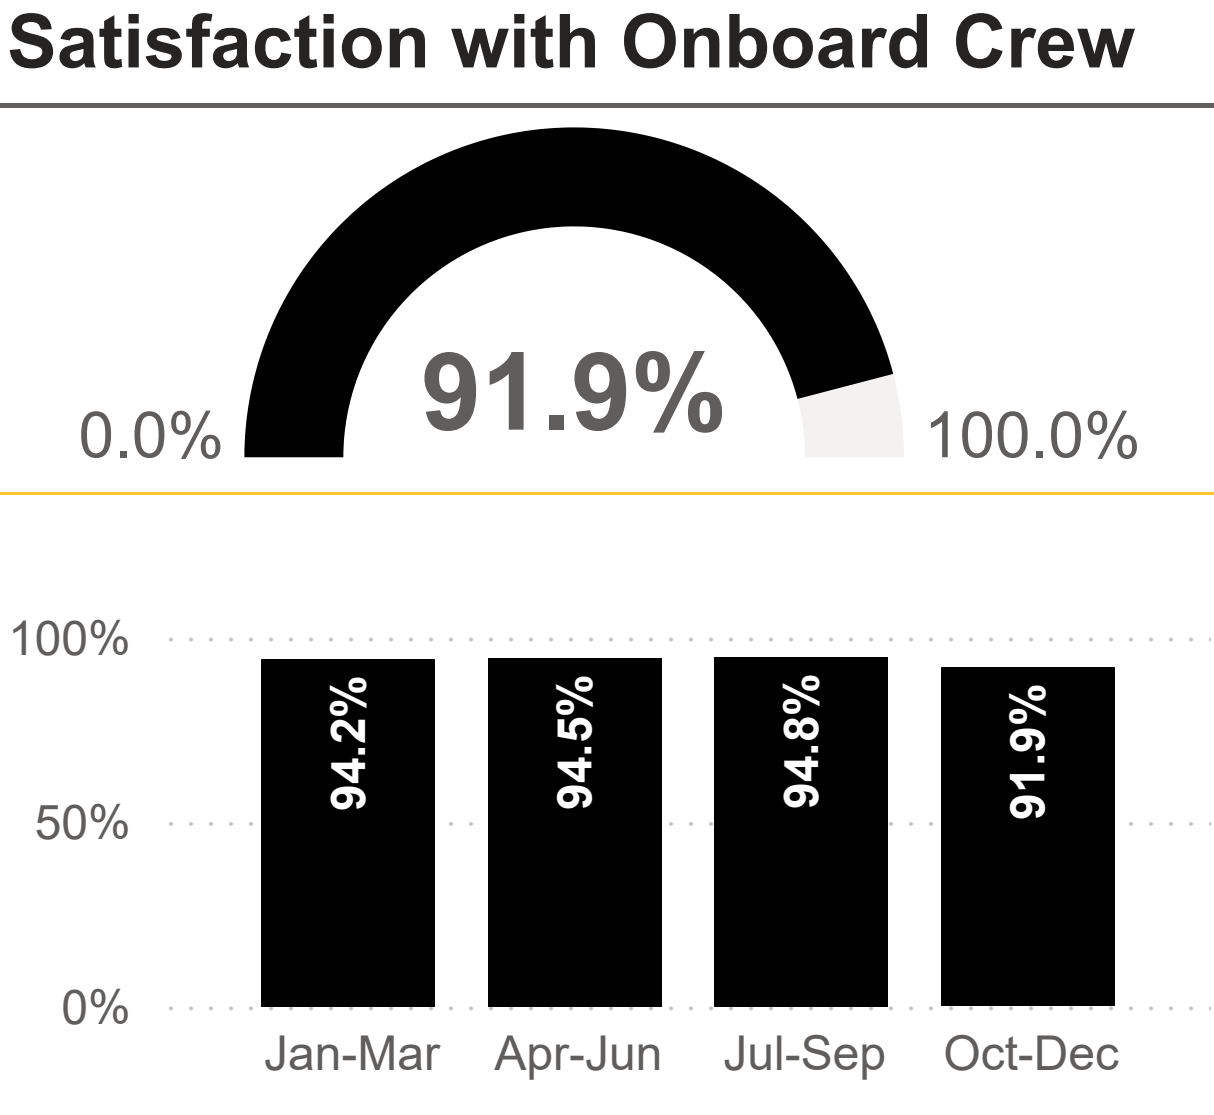 Satisfaction with Onboard Crew
91.9%
0.0%
100.0%
100%
94.2%
94.5%
94.8%
91.9%
50%
0%
Jan-Mar
Apr-Jun
Jul-Sep
Oct-Dec